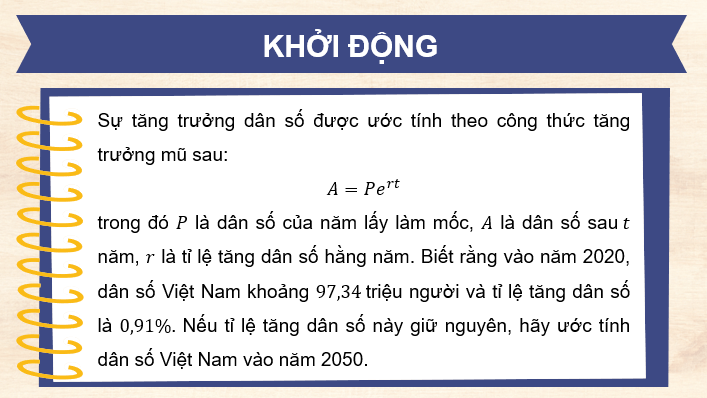 KHỞI ĐỘNG
Sự tăng trưởng dân số được ước tính theo công thức tăng
trưởng mũ sau:
𝐴 = 𝑃𝑒^{𝑟𝑡}
trong đó 𝑃 là dân số của năm lấy làm mốc, 𝐴 là dân số sau 𝑡
năm, 𝑟 là tỉ lệ tăng dân số hằng năm. Biết rằng vào năm 2020,
dân số Việt Nam khoảng 97,34 triệu người và tỉ lệ tăng dân số
là 0,91%. Nếu tỉ lệ tăng dân số này giữ nguyên, hãy ước tính
dân số Việt Nam vào năm 2050.